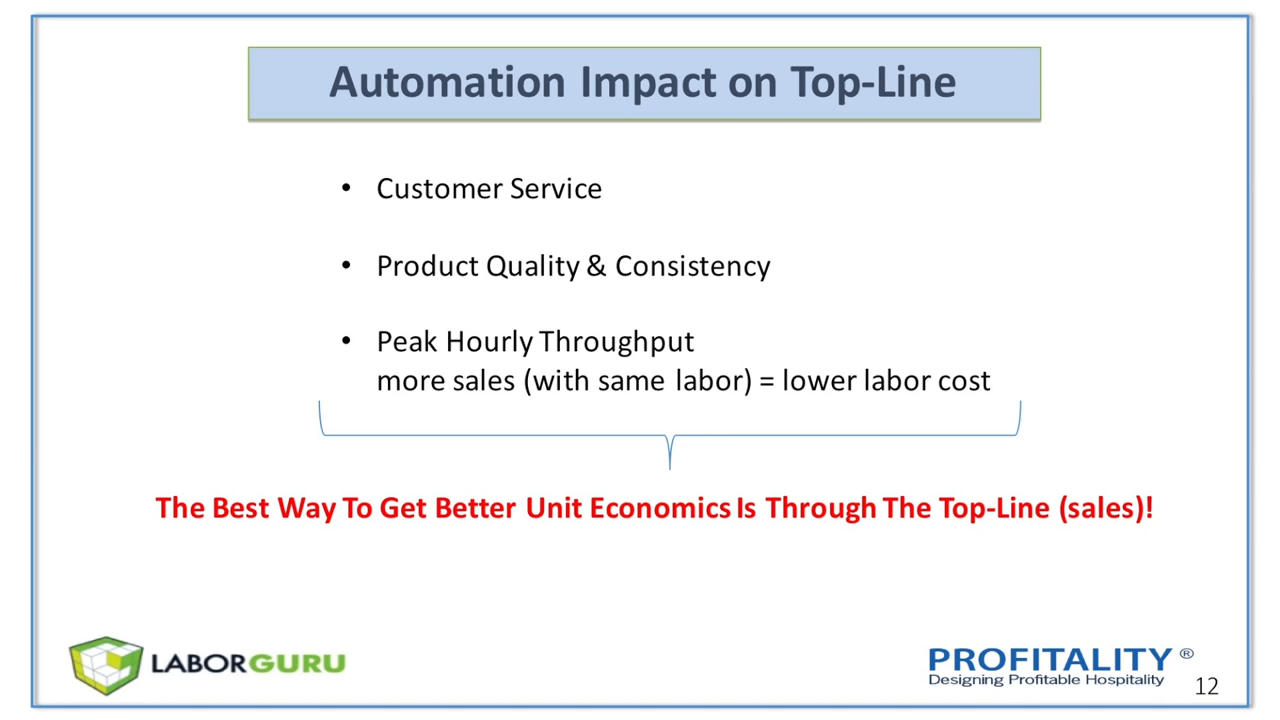 Automation Impact on Top-Line
• Customer Service
• Product Quality & Consistency
• Peak Hourly Throughput
more sales (with same labor) = lower labor cost
The Best Way To Get Better Unit Economics Is Through The Top-Line (sales)!
LABORGURU
PROFITALITY ®
Designing Profitable Hospitality
12